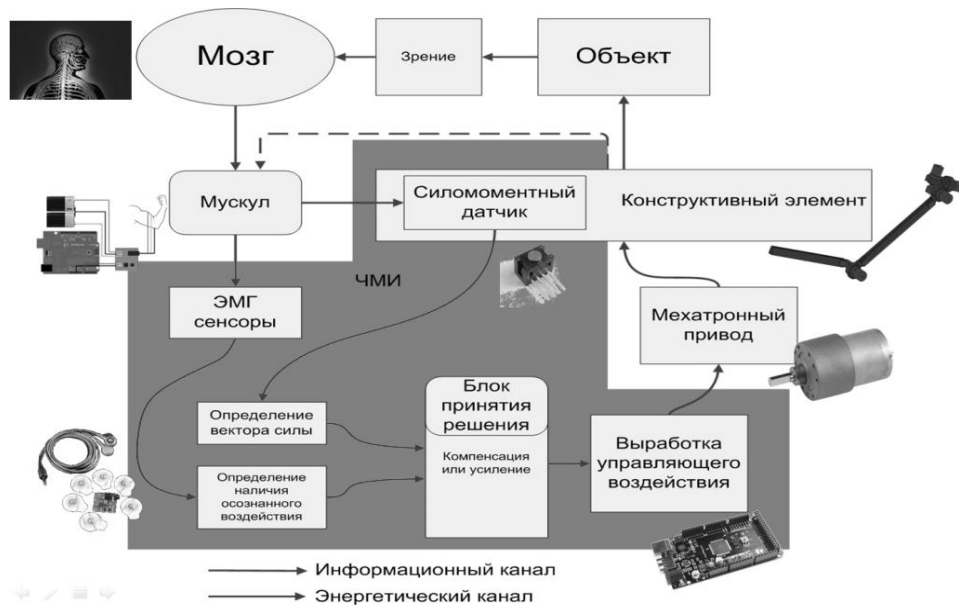 Мозг
Зрение
Объект
Мускул
Силомоментный
датчик
Конструктивный элемент
ЧМИ
ЭМГ
сенсоры
Мехатронный
привод
Определение
вектора силы
Блок
принятия
решения
Компенсация
или усиление
Выработка
управляющего
воздействия
Определение
наличия
осознанного
воздействия
Информационный канал
Энергетический канал